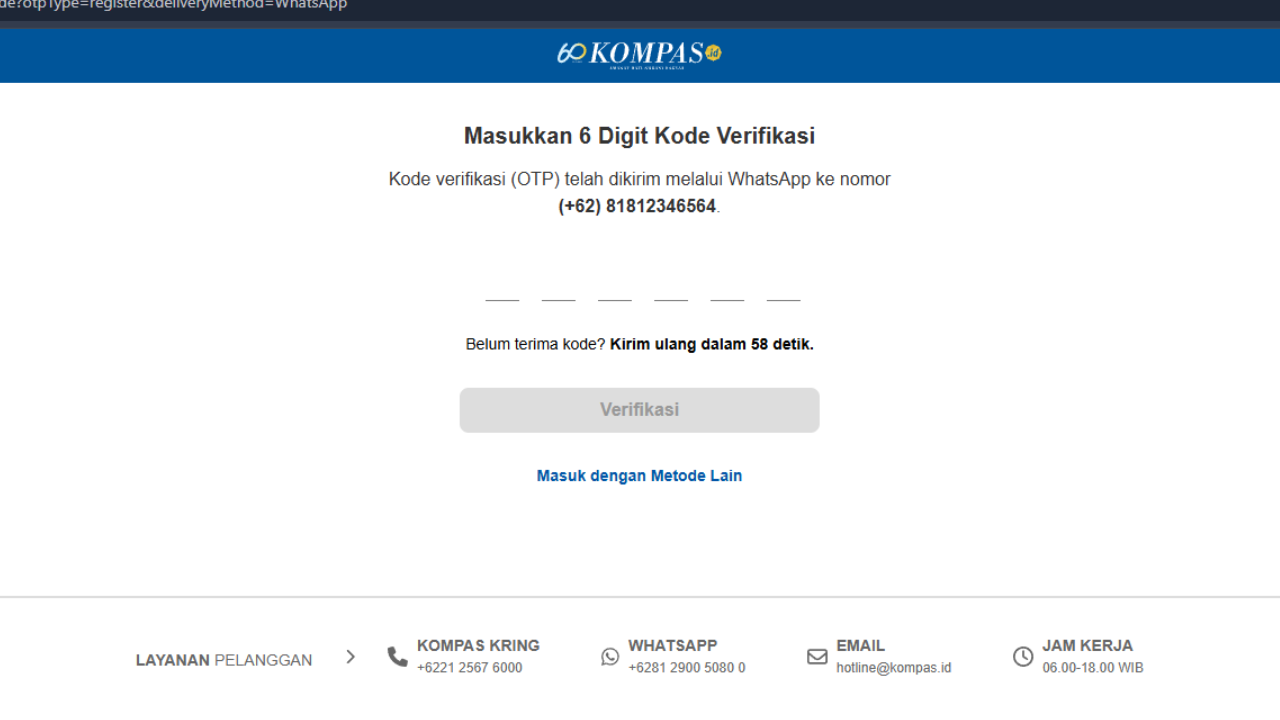 de?otpType=register&deliveryMethod=WhatsApp
60 KOMPAS.id
Masukkan 6 Digit Kode Verifikasi
Kode verifikasi (OTP) telah dikirim melalui WhatsApp ke nomor
(+62) 81812346564.
Belum terima kode? Kirim ulang dalam 58 detik.
Verifikasi
Masuk dengan Metode Lain
LAYANAN PELANGGAN
KOMPAS KRING
+6221 2567 6000
WHATSAPP
+6281 2900 5080 0
EMAIL
hotline@kompas.id
JAM KERJA
06.00-18.00 WIB